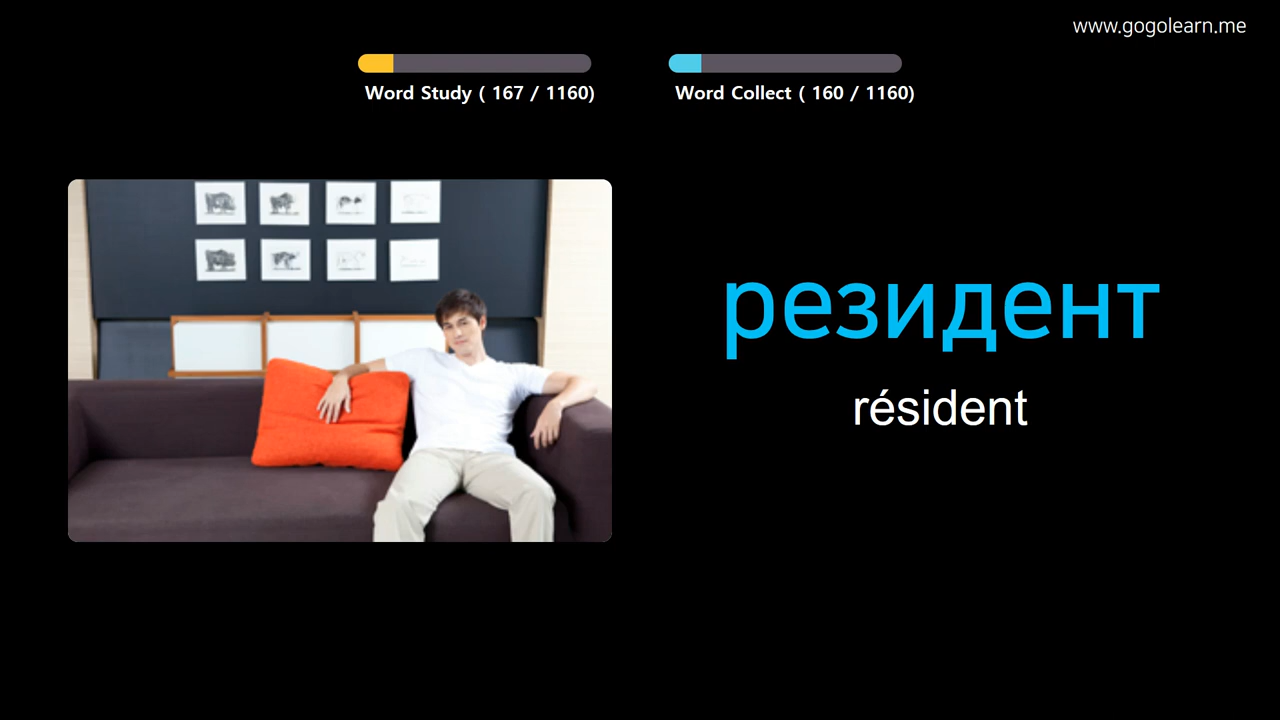 www.gogolearn.me
Word Study ( 167 / 1160)
Word Collect ( 160 / 1160)
резидент
résident